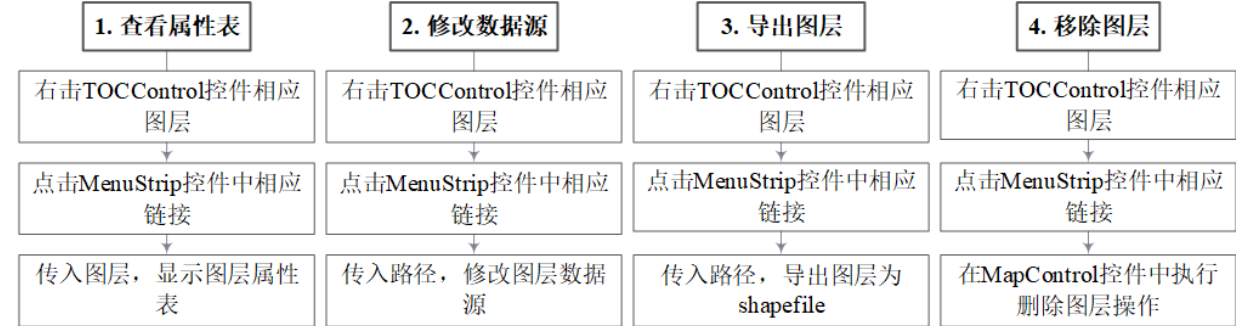 1. 查看属性表
右击TOCControl控件相应
图层
点击MenuStrip控件中相应
链接
传入图层，显示图层属性
表
2. 修改数据源
右击TOCControl控件相应
图层
点击MenuStrip控件中相应
链接
传入路径，修改图层数据
源
3. 导出图层
右击TOCControl控件相应
图层
点击MenuStrip控件中相应
链接
传入路径，导出图层为
shapefile
4. 移除图层
右击TOCControl控件相应
图层
点击MenuStrip控件中相应
链接
在MapControl控件中执行
删除图层操作